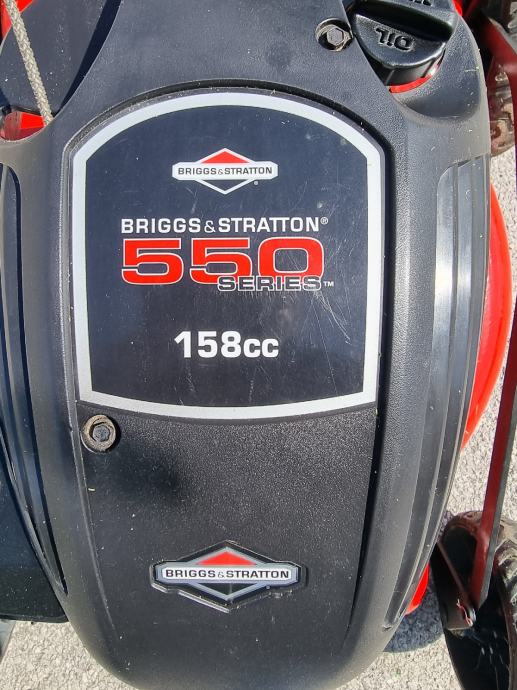 OIL
BRIGGS & STRATTON®
BRIGGS & STRATTON®
550
SERIES™
158cc
BRIGGS & STRATTON